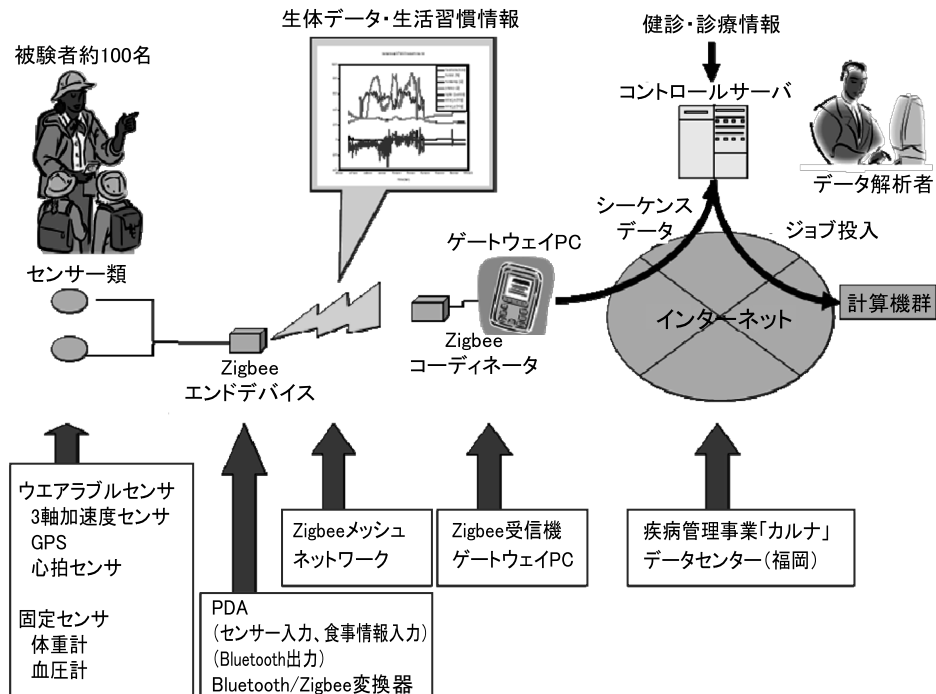 生体データ・生活習慣情報
健診・診療情報
被験者約100名
コントロールサーバ
データ解析者
シーケンス
データ
ジョブ投入
ゲートウェイPC
センサー類
インターネット
計算機群
Zigbee
エンドデバイス
Zigbee
コーディネータ
ウエアラブルセンサ
3軸加速度センサ
GPS
心拍センサ
固定センサ
体重計
血圧計
PDA
(センサー入力、食事情報入力)
(Bluetooth出力)
Bluetooth/Zigbee変換器
Zigbeeメッシュ
ネットワーク
Zigbee受信機
ゲートウェイPC
疾病管理事業「カルナ」
データセンター(福岡)